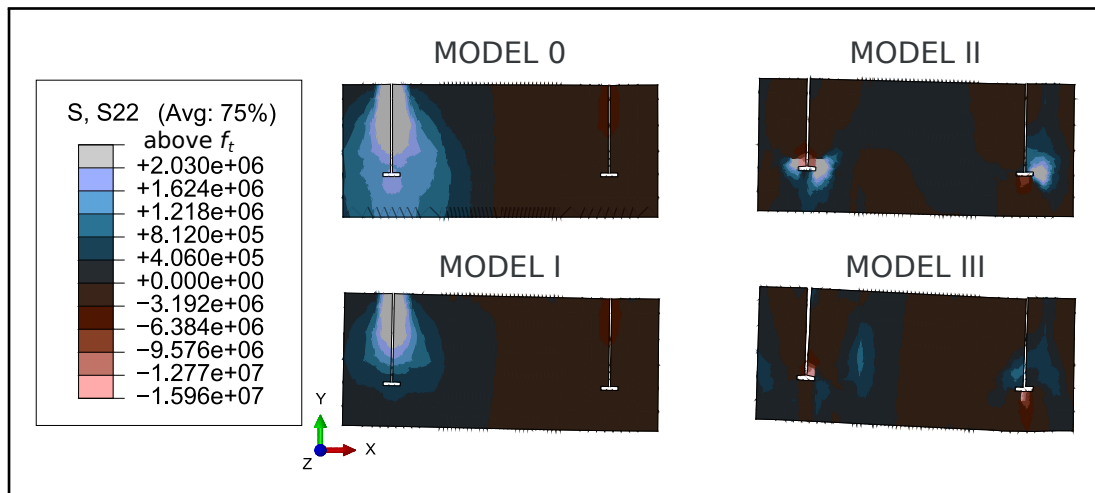 MODEL 0
MODEL II
S, S22 (Avg: 75%)
above fₜ
+2.030e+06
+1.624e+06
+1.218e+06
+8.120e+05
+4.060e+05
+0.000e+00
−3.192e+06
−6.384e+06
−9.576e+06
−1.277e+07
−1.596e+07
MODEL I
MODEL III
Y
Z
X